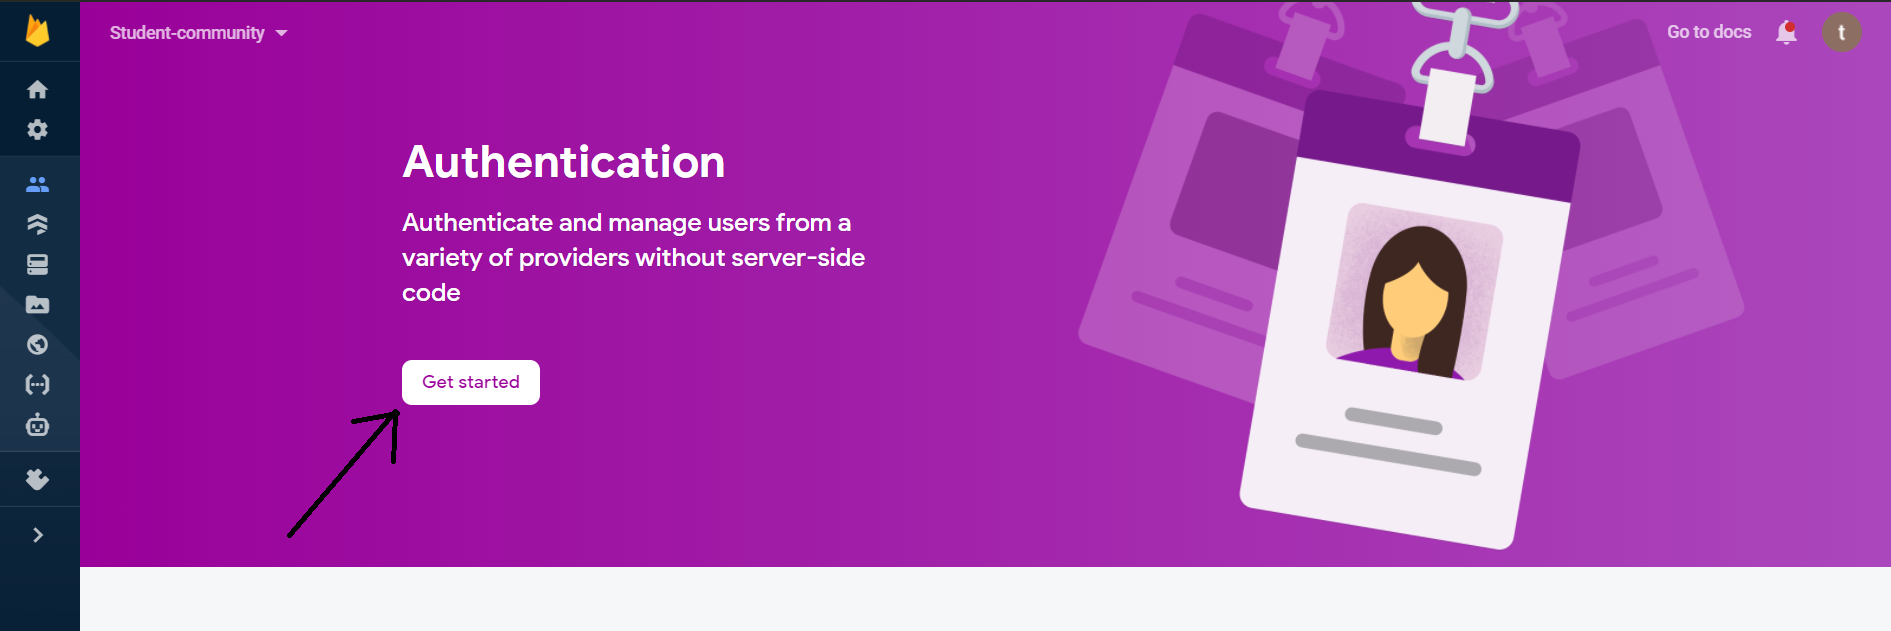 Student-community
Go to docs
t
Authentication
Authenticate and manage users from a
variety of providers without server-side
code
Get started